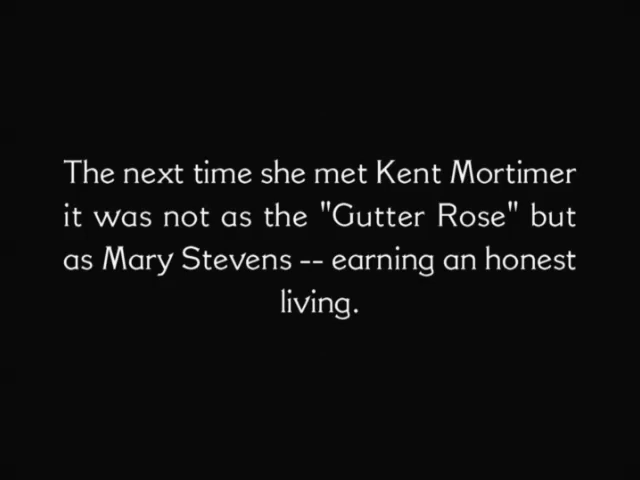 The next time she met Kent Mortimer
it was not as the "Gutter Rose" but
as Mary Stevens -- earning an honest
living.